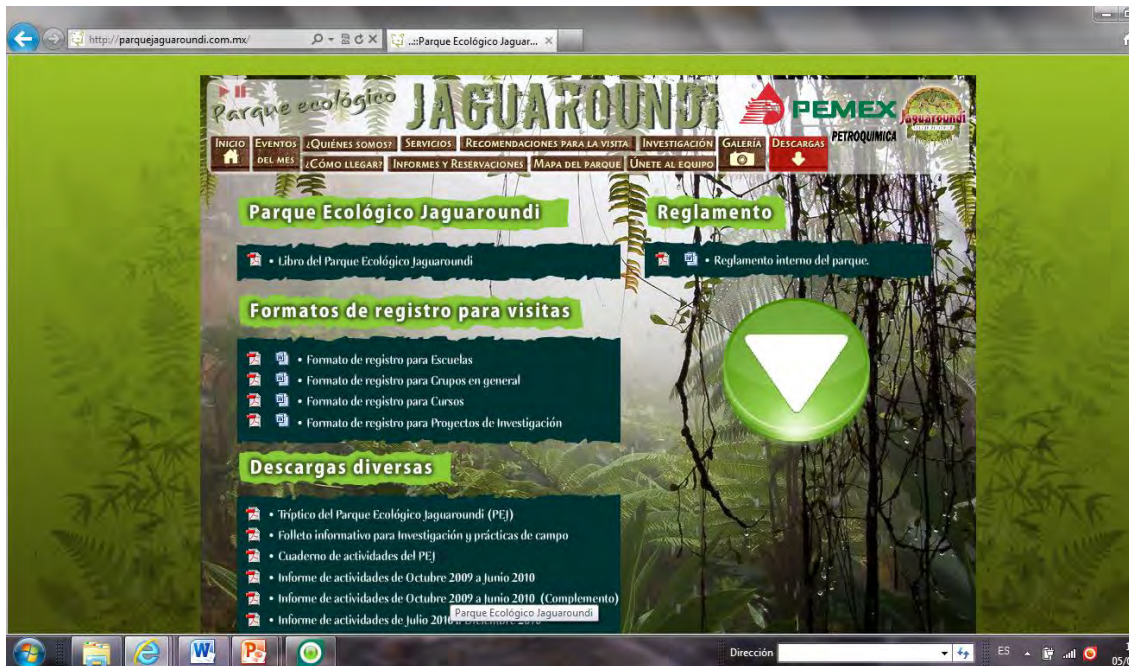 http://parquejaguaroundi.com.mx/
..::Parque Ecológico Jaguar...
Parque ecológico JAGUAROUNDI
PEMEX
PETROQUIMICA
Jaguaroundi
INICIO
EVENTOS DEL MES
¿QUIÉNES SOMOS?
SERVICIOS
RECOMENDACIONES PARA LA VISITA
INVESTIGACIÓN
GALERÍA
DESCARGAS
¿CÓMO LLEGAR?
INFORMES Y RESERVACIONES
MAPA DEL PARQUE
ÚNETE AL EQUIPO
Parque Ecológico Jaguaroundi
• Libro del Parque Ecológico Jaguaroundi
Reglamento
• Reglamento interno del parque.
Formatos de registro para visitas
• Formato de registro para Escuelas
• Formato de registro para Grupos en general
• Formato de registro para Cursos
• Formato de registro para Proyectos de Investigación
Descargas diversas
• Tríptico del Parque Ecológico Jaguaroundi (PEJ)
• Folleto informativo para Investigación y prácticas de campo
• Cuaderno de actividades del PEJ
• Informe de actividades de Octubre 2009 a Junio 2010
• Informe de actividades de Octubre 2009 a Junio 2010 (Complemento)
Parque Ecológico Jaguaroundi
• Informe de actividades de Julio 2010 a Diciembre 2010
Dirección
ES
05/0